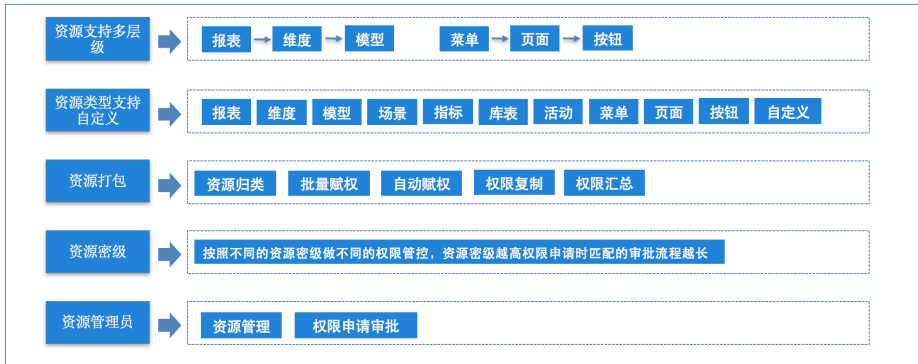 资源支持多层级
报表 维度 模型 菜单 页面 按钮
资源类型支持自定义
报表 维度 模型 场景 指标 库表 活动 菜单 页面 按钮 自定义
资源打包
资源归类 批量赋权 自动赋权 权限复制 权限汇总
资源密级
按照不同的资源密级做不同的权限管控，资源密级越高权限申请时匹配的审批流程越长
资源管理员
资源管理 权限申请审批